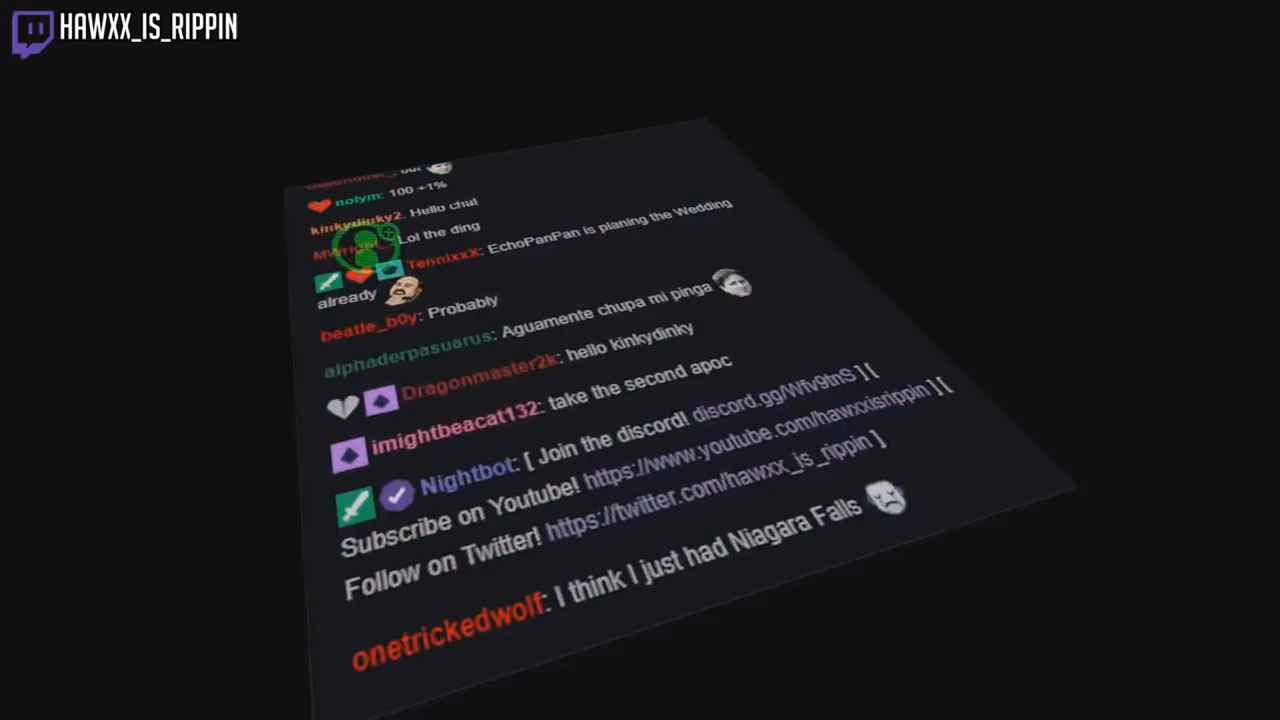 HAWXX_IS_RIPPIN
nolym: 100 +1%
kinkydinky2: Hello chat
MWright_: Lol the ding
TennixxX: EchoPanPan is planing the Wedding
already
beatle_b0y: Probably
alphaderpasuarus: Aguamente chupa mi pinga
Dragonmaster2k: hello kinkydinky
imightbeacat132: take the second apoc
Nightbot: [ Join the discord! discord.gg/Wfv9tnS ] [
Subscribe on Youtube! https://www.youtube.com/hawxxisrippin ] [
Follow on Twitter! https://twitter.com/hawxx_is_rippin ]
onetrickedwolf: I think I just had Niagara Falls